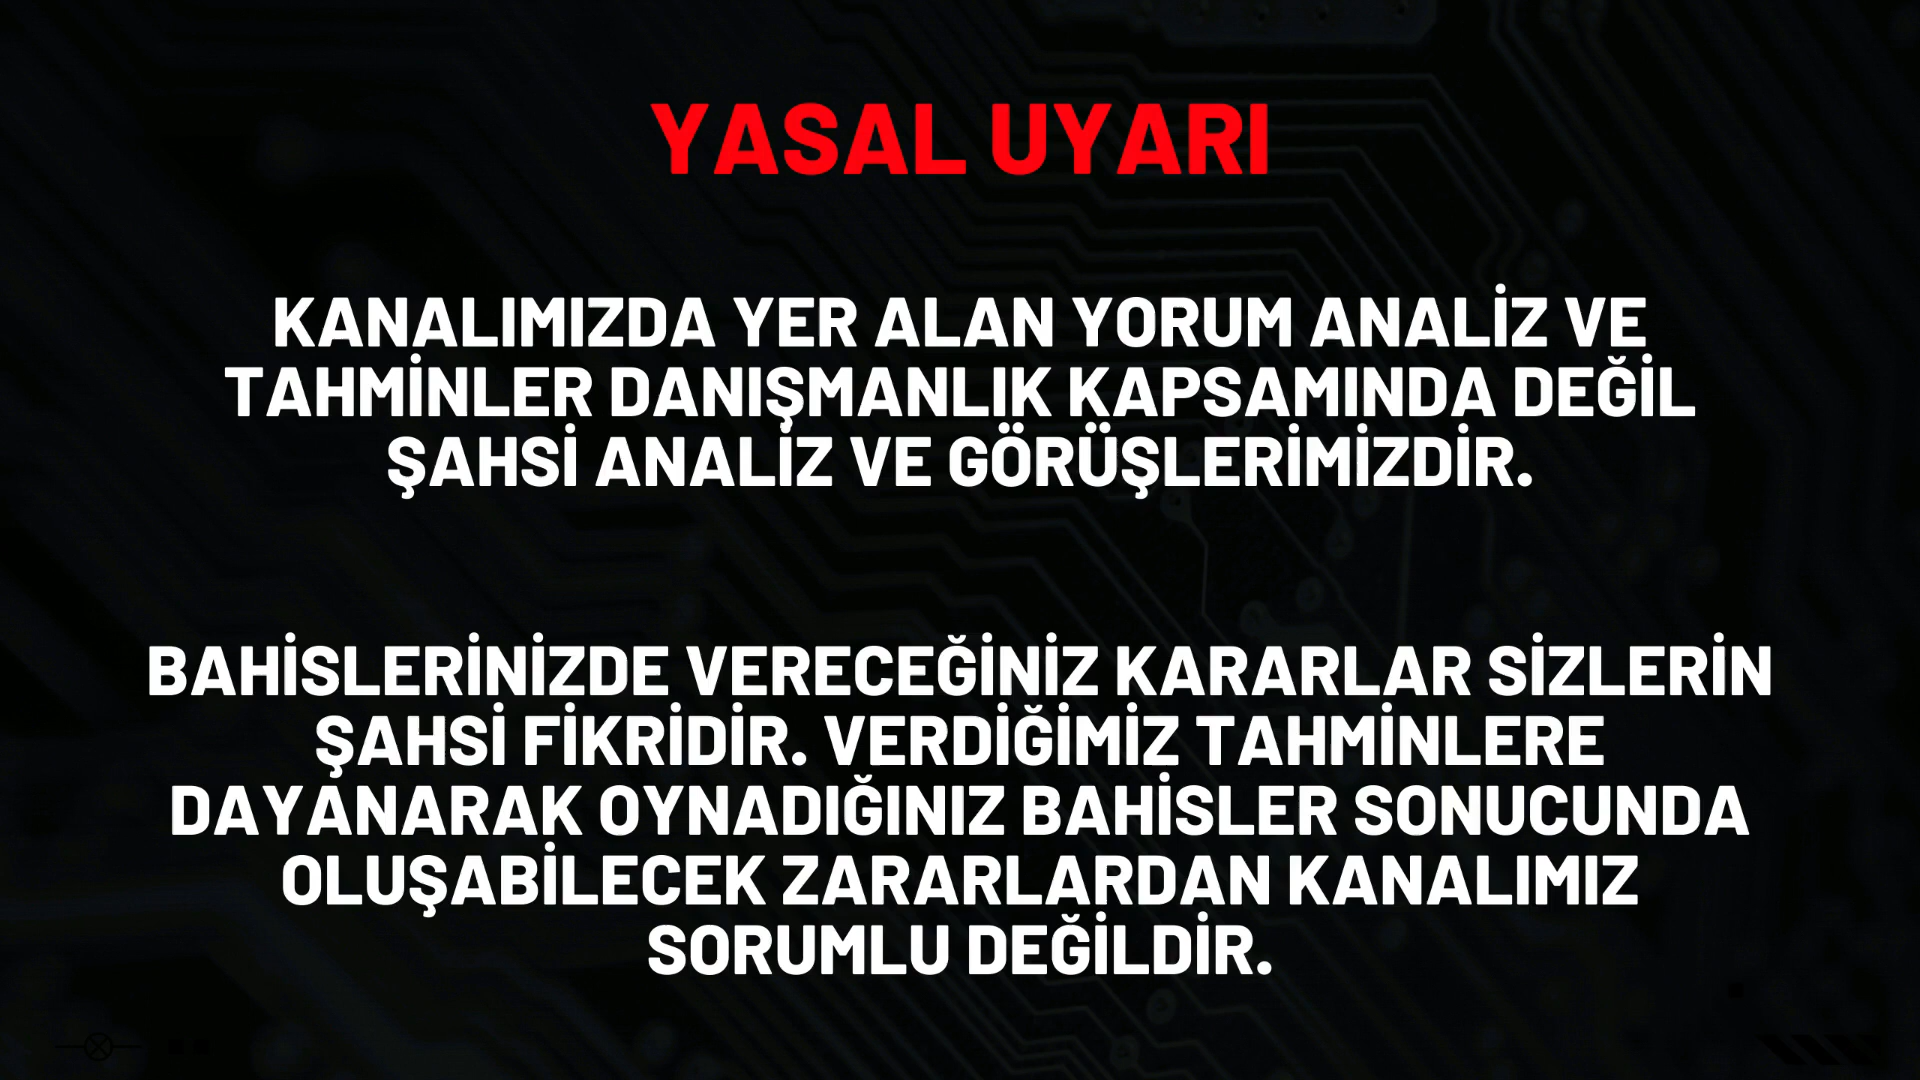 YASAL UYARI
KANALIMIZDA YER ALAN YORUM ANALİZ VE
TAHMİNLER DANIŞMANLIK KAPSAMINDA DEĞİL
ŞAHSİ ANALİZ VE GÖRÜŞLERİMİZDİR.
BAHİSLERİNİZDE VERECEĞİNİZ KARARLAR SİZLERİN
ŞAHSİ FİKRİDİR. VERDİĞİMİZ TAHMİNLERE
DAYANARAK OYNADIĞINIZ BAHİSLER SONUCUNDA
OLUŞABİLECEK ZARARLARDAN KANALIMIZ
SORUMLU DEĞİLDİR.